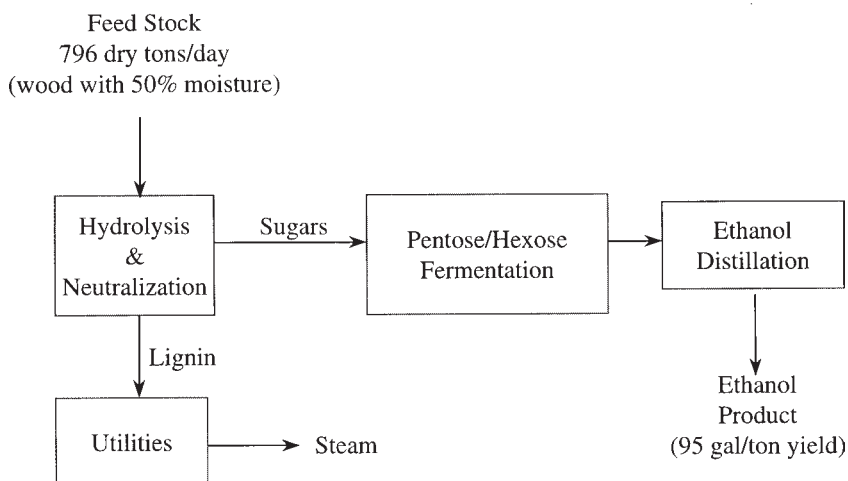 Feed Stock
796 dry tons/day
(wood with 50% moisture)
Hydrolysis
&
Neutralization
Sugars
Pentose/Hexose
Fermentation
Ethanol
Distillation
Lignin
Utilities
Steam
Ethanol
Product
(95 gal/ton yield)